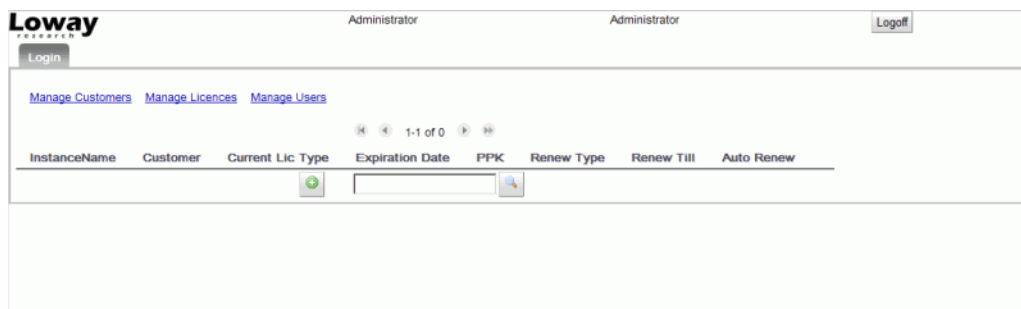 Loway Administrator Administrator Logoff
research
Login
Manage Customers Manage Licences Manage Users
1-1 of 0
InstanceName Customer Current Lic Type Expiration Date PPK Renew Type Renew Till Auto Renew